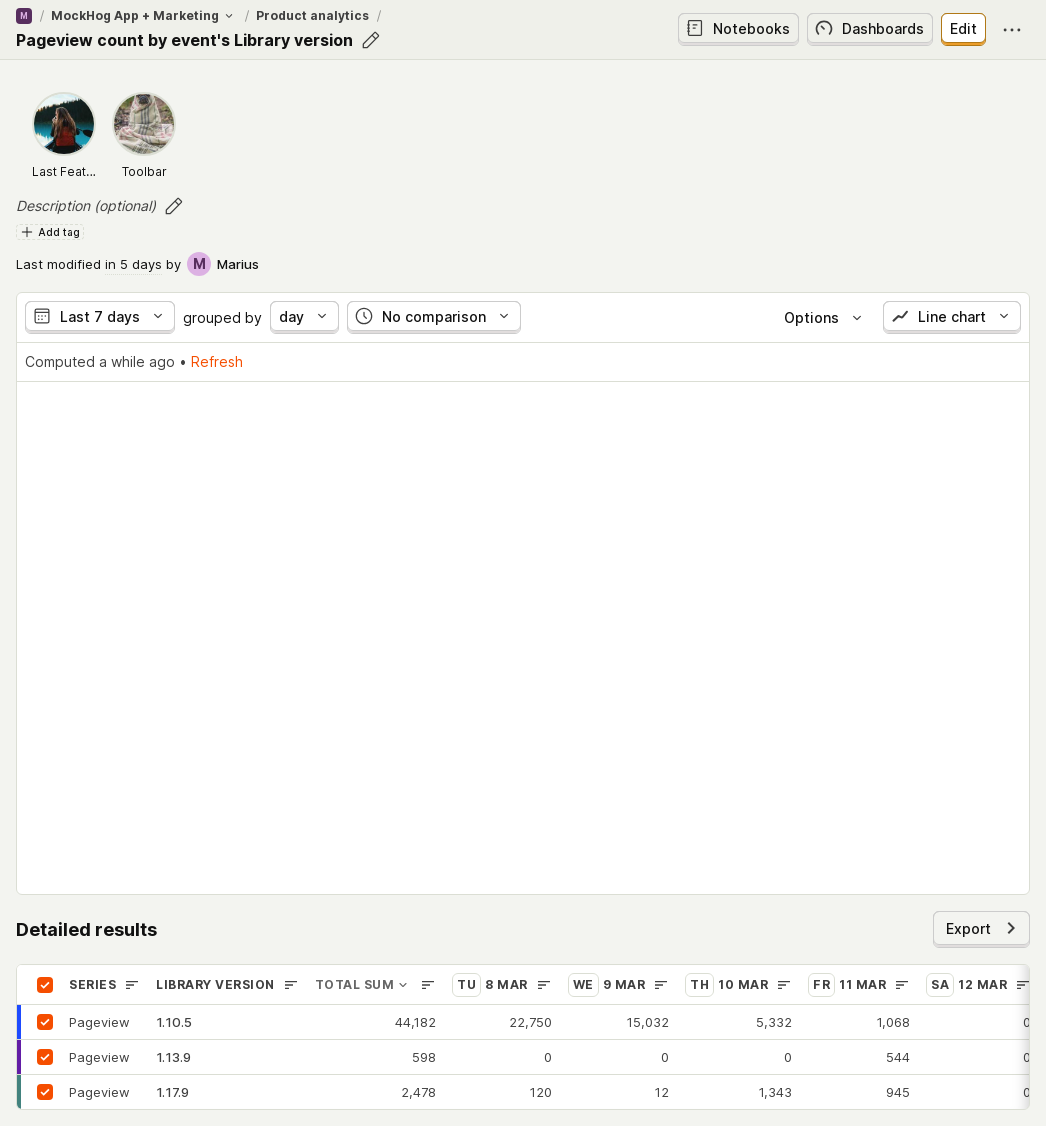 M / MockHog App + Marketing / Product analytics /
Pageview count by event's Library version
Notebooks Dashboards Edit
Last Feat... Toolbar
Description (optional)
Add tag
Last modified in 5 days by M Marius
Last 7 days grouped by day No comparison Options Line chart
Computed a while ago • Refresh
Detailed results Export
SERIES LIBRARY VERSION TOTAL SUM TU 8 MAR WE 9 MAR TH 10 MAR FR 11 MAR SA 12 MAR
Pageview 1.10.5 44,182 22,750 15,032 5,332 1,068 0
Pageview 1.13.9 598 0 0 0 544 0
Pageview 1.17.9 2,478 120 12 1,343 945 0